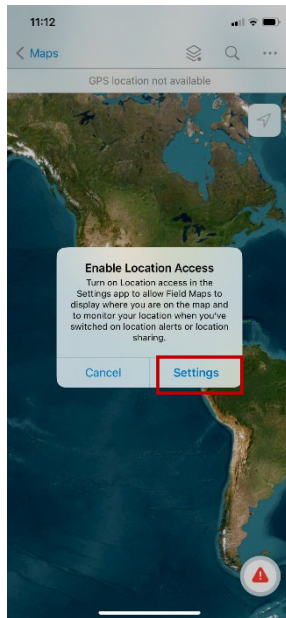 11:12
Maps
GPS location not available
Enable Location Access
Turn on Location access in the
Settings app to allow Field Maps to
display where you are on the map and
to monitor your location when you've
switched on location alerts or location
sharing.
Cancel
Settings